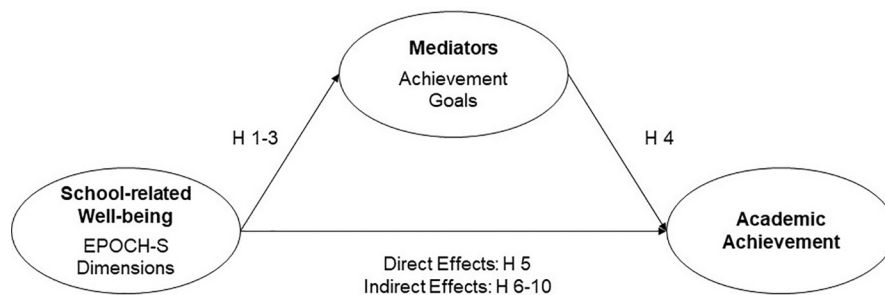 Mediators
Achievement
Goals
H 1-3
H 4
School-related
Well-being
EPOCH-S
Dimensions
Academic
Achievement
Direct Effects: H 5
Indirect Effects: H 6-10